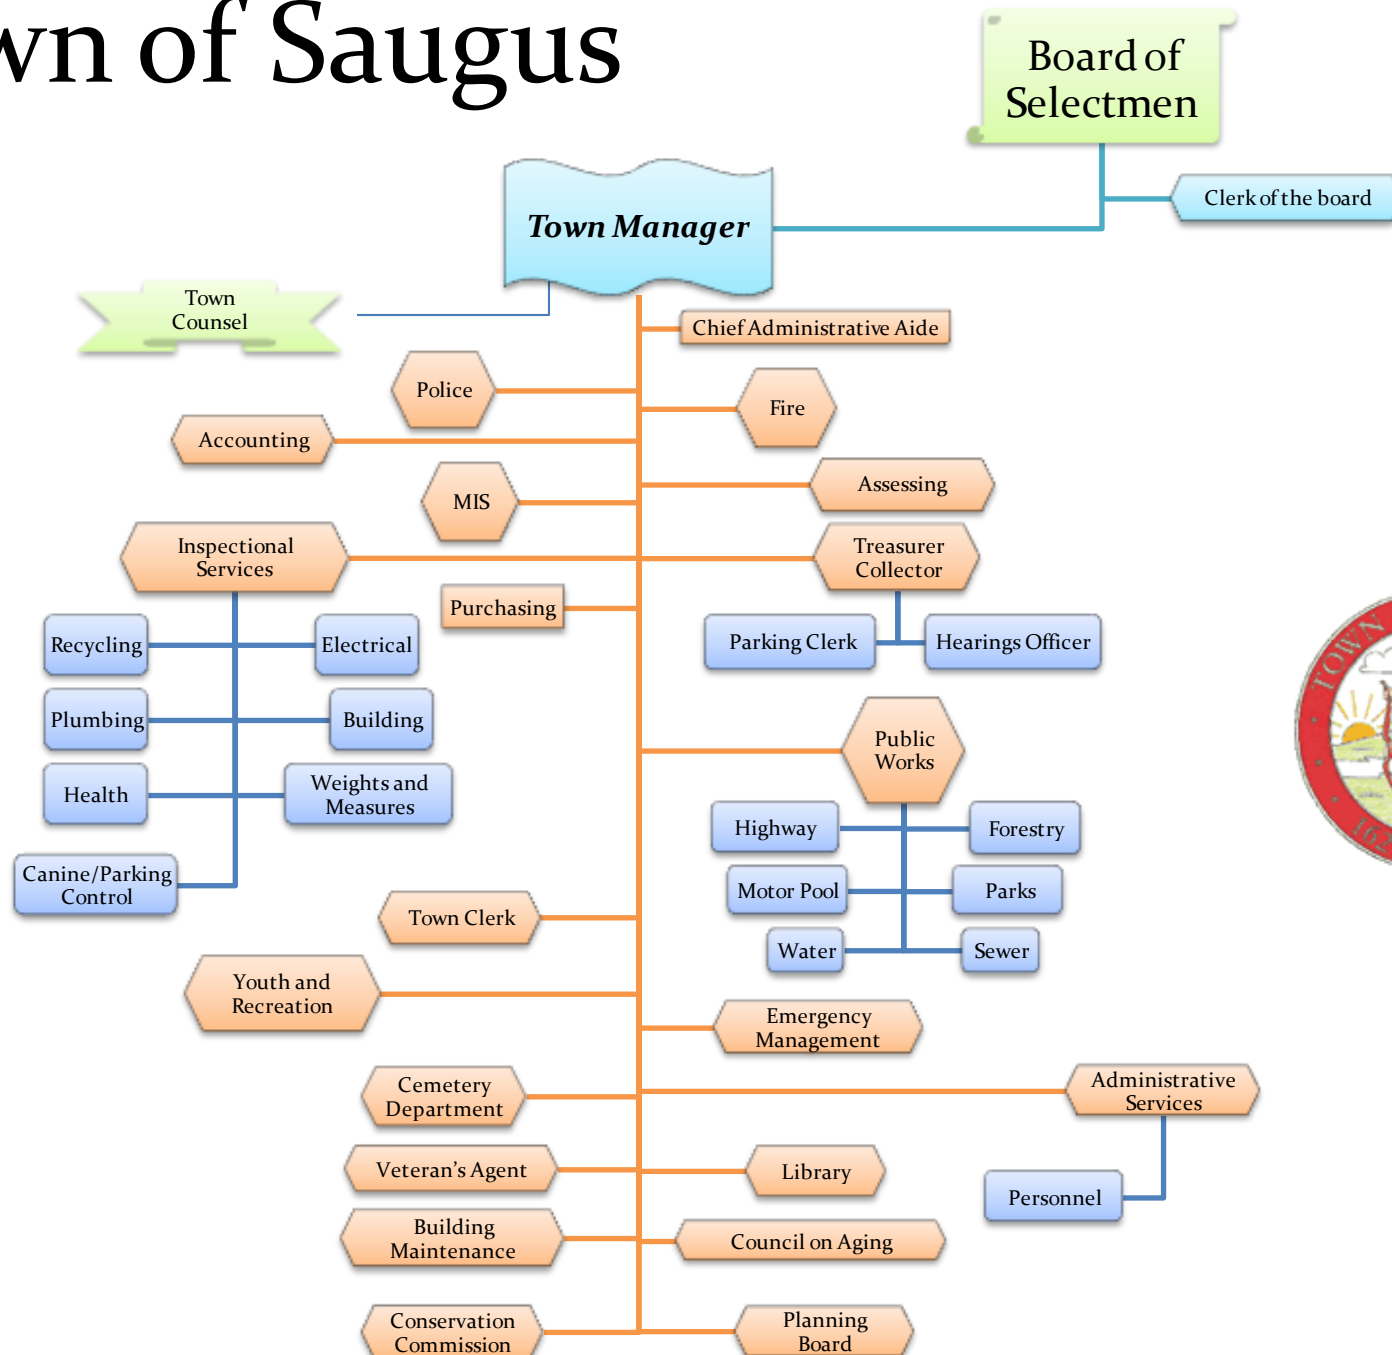 wn of Saugus
Board of
Selectmen
Clerk of the board
Town Manager
Town
Counsel
Chief Administrative Aide
Police
Fire
Accounting
Assessing
MIS
Inspectional
Services
Treasurer
Collector
Purchasing
Recycling
Electrical
Parking Clerk
Hearings Officer
Plumbing
Building
Public
Works
Health
Weights and
Measures
Highway
Forestry
Canine/Parking
Control
Motor Pool
Parks
Town Clerk
Water
Sewer
Youth and
Recreation
Emergency
Management
Cemetery
Department
Administrative
Services
Veteran's Agent
Library
Personnel
Building
Maintenance
Council on Aging
Conservation
Commission
Planning
Board
TOWN
162